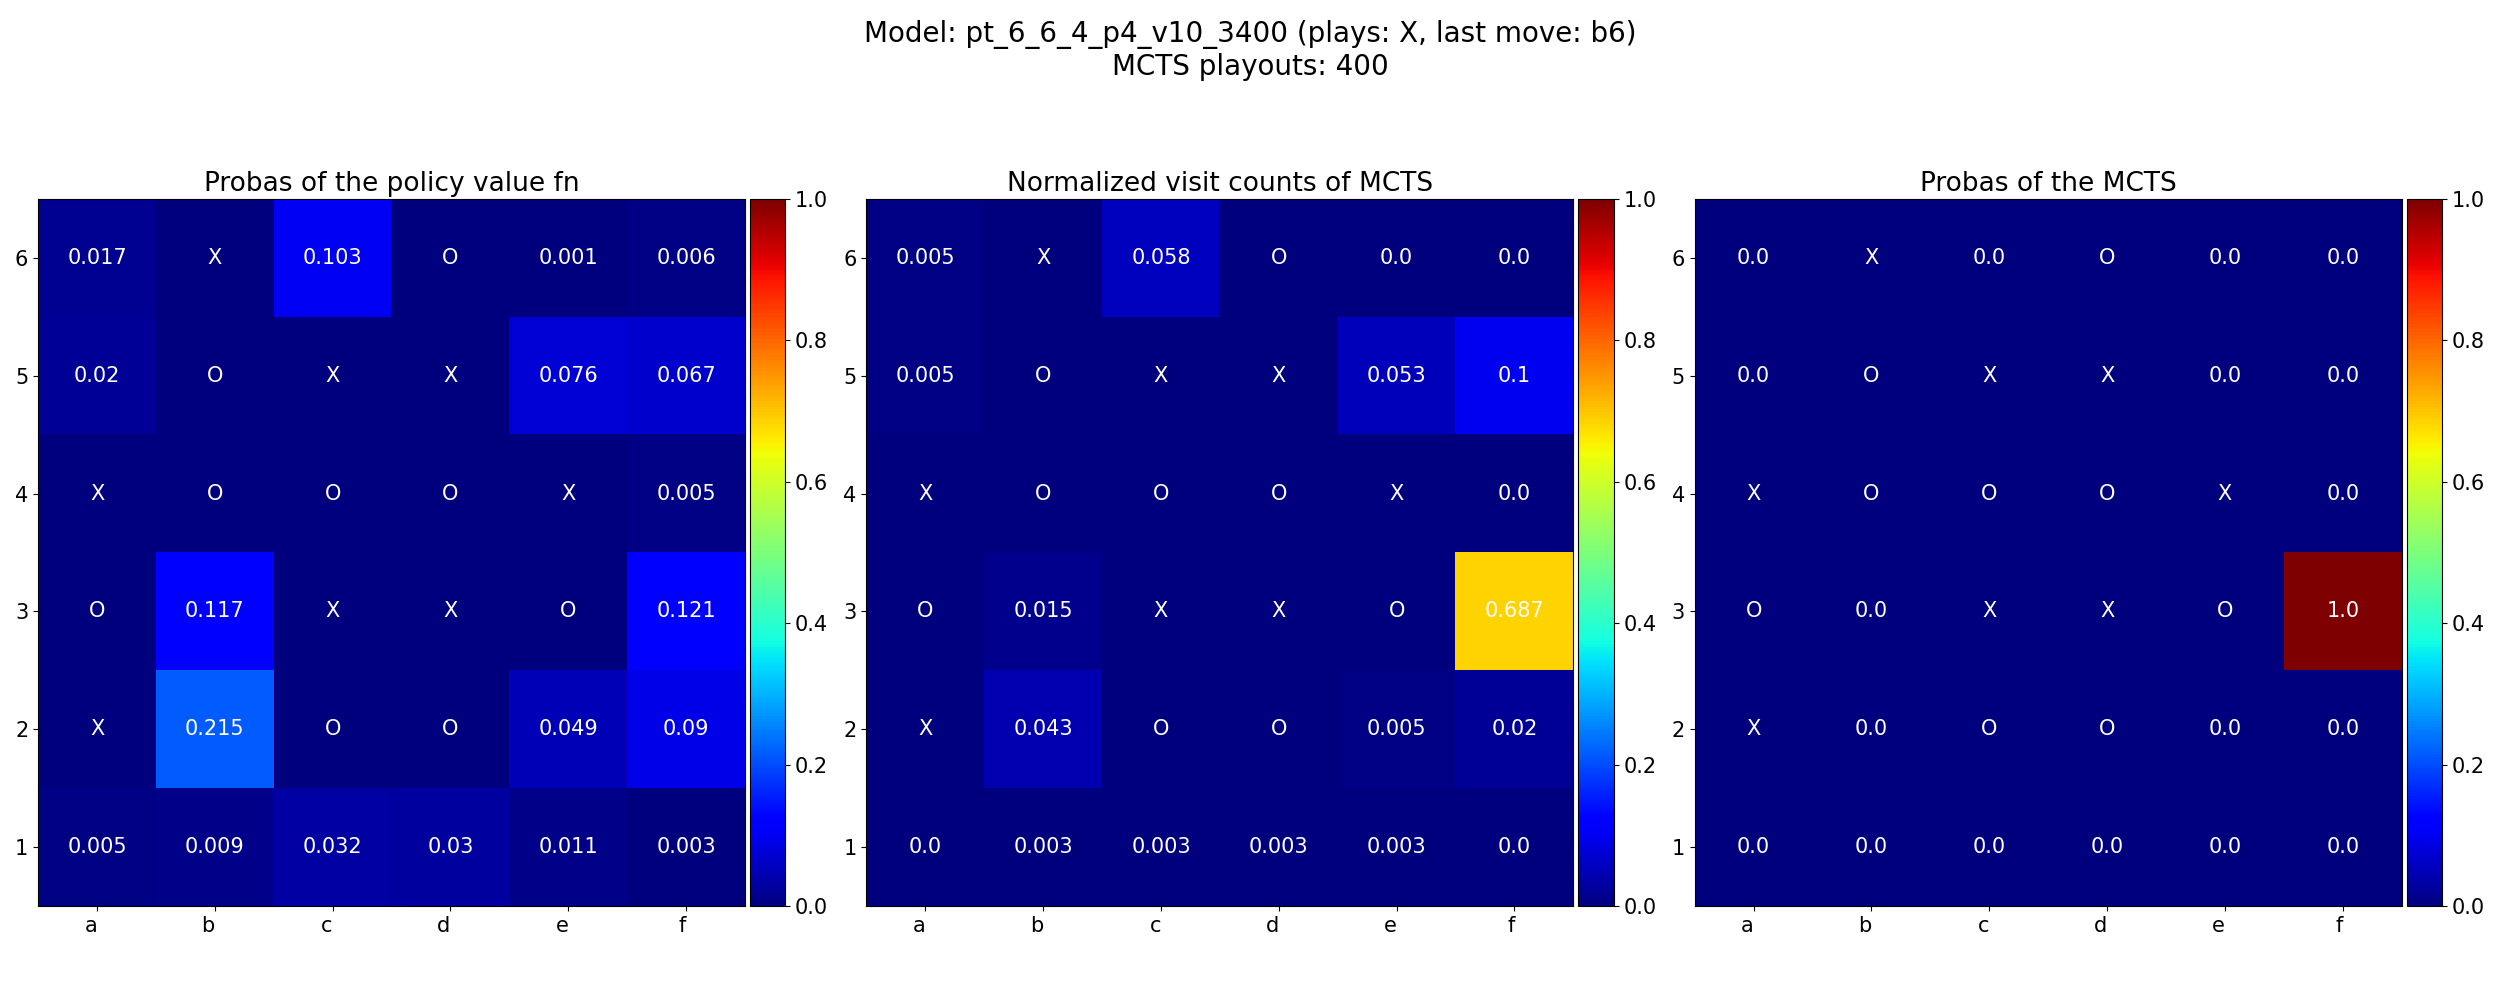 Model: pt_6_6_4_p4_v10_3400 (plays: X, last move: b6)
MCTS playouts: 400
Probas of the policy value fn
6 0.017 X 0.103 O 0.001 0.006
5 0.02 O X X 0.076 0.067
4 X O O O X 0.005
3 O 0.117 X X O 0.121
2 X 0.215 O O 0.049 0.09
1 0.005 0.009 0.032 0.03 0.011 0.003
a b c d e f
1.0
0.8
0.6
0.4
0.2
0.0
Normalized visit counts of MCTS
6 0.005 X 0.058 O 0.0 0.0
5 0.005 O X X 0.053 0.1
4 X O O O X 0.0
3 O 0.015 X X O 0.687
2 X 0.043 O O 0.005 0.02
1 0.0 0.003 0.003 0.003 0.003 0.0
a b c d e f
1.0
0.8
0.6
0.4
0.2
0.0
Probas of the MCTS
6 0.0 X 0.0 O 0.0 0.0
5 0.0 O X X 0.0 0.0
4 X O O O X 0.0
3 O 0.0 X X O 1.0
2 X 0.0 O O 0.0 0.0
1 0.0 0.0 0.0 0.0 0.0 0.0
a b c d e f
1.0
0.8
0.6
0.4
0.2
0.0